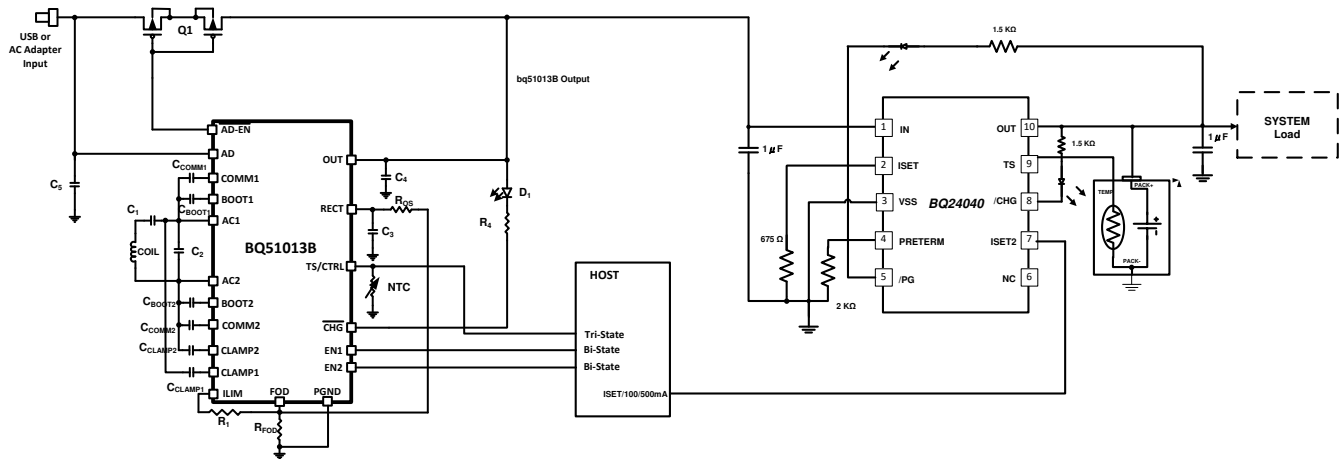 USB or
AC Adapter
Input
Q1
bq51013B Output
1.5 KΩ
AD-EN
AD
COMM1
BOOT1
AC1
AC2
BOOT2
COMM2
CLAMP2
CLAMP1
ILIM
FOD
PGND
OUT
RECT
TS/CTRL
CHG
EN1
EN2
BQ51013B
C5
CCOMM1
CBOOT1
C1
COIL
C2
CBOOT2
CCOMM2
CCLAMP2
CCLAMP1
R1
RFOD
C4
ROS
C3
NTC
D1
R4
HOST
Tri-State
Bi-State
Bi-State
ISET/100/500mA
1 µF
675 Ω
2 KΩ
BQ24040
1 IN
2 ISET
3 VSS
4 PRETERM
5 /PG
OUT 10
TS 9
/CHG 8
ISET2 7
NC 6
1.5 KΩ
1 µF
SYSTEM
Load
TEMP
PACK+
+
-
PACK-